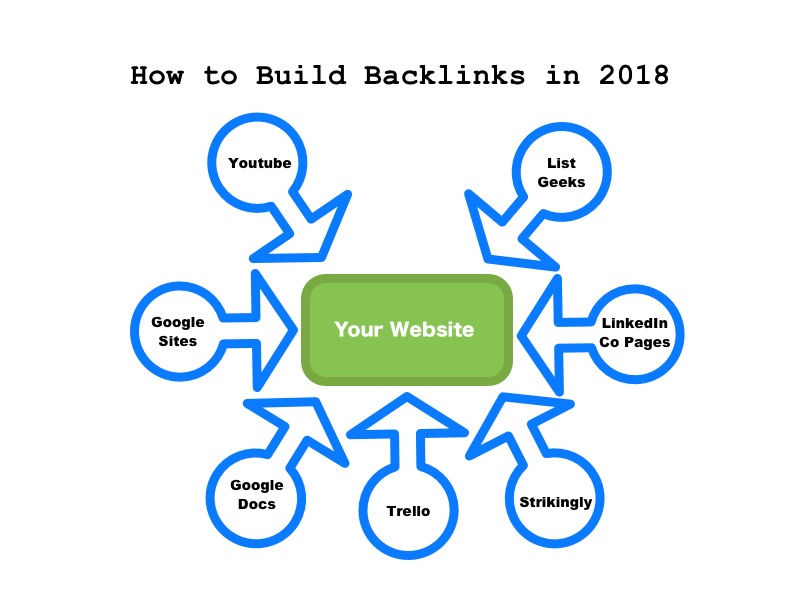 How to Build Backlinks in 2018
Youtube
List
Geeks
Google
Sites
Your Website
LinkedIn
Co Pages
Google
Docs
Trello
Strikingly